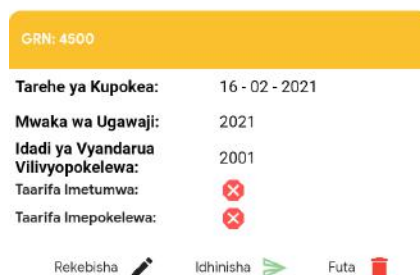 GRN: 4500
Tarehe ya Kupokea: 16 - 02 - 2021
Mwaka wa Ugawaji: 2021
Idadi ya Vyandarua
Vilivyopokelewa: 2001
Taarifa Imetumwa:
Taarifa Imepokelewa:
Rekebisha Idhinisha Futa